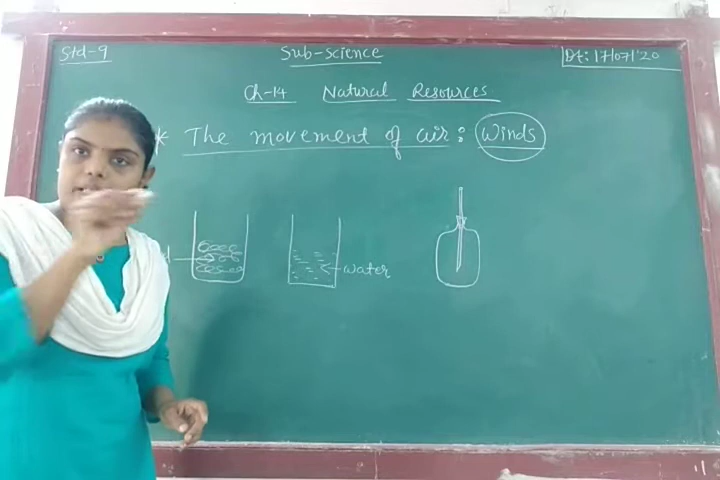 Std-9 Sub-science Dt: 17/07/'20
Ch-14 Natural Resources
* The movement of air : Winds
water